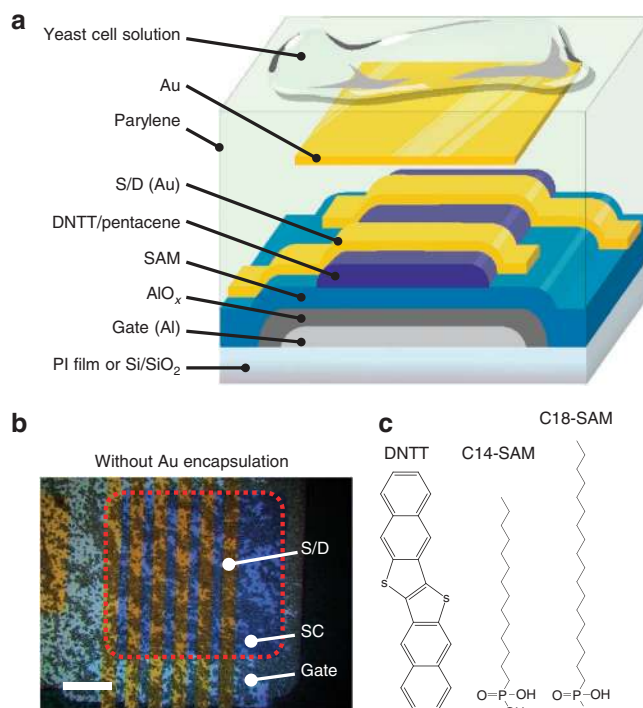 a
Yeast cell solution
Au
Parylene
S/D (Au)
DNTT/pentacene
SAM
AlOₓ
Gate (Al)
PI film or Si/SiO₂
b
Without Au encapsulation
S/D
SC
Gate
c
DNTT
C14-SAM
C18-SAM
S
S
O=P-OH
O=P-OH